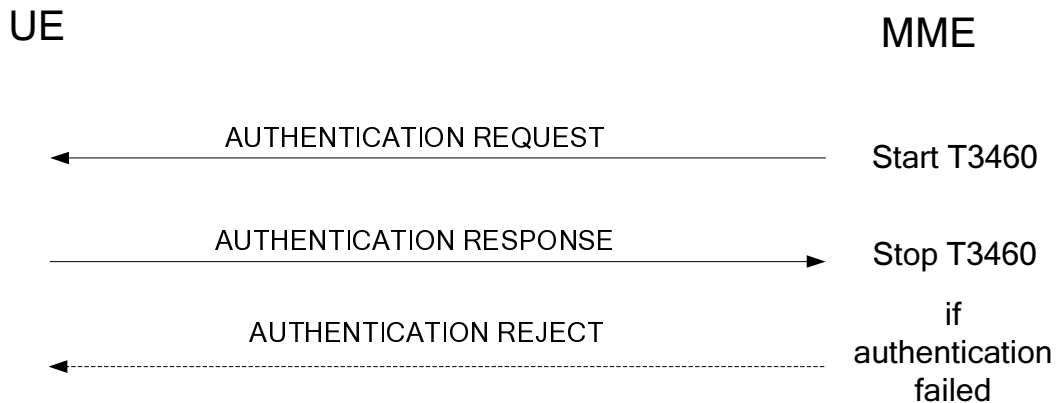 UE
MME
AUTHENTICATION REQUEST
Start T3460
AUTHENTICATION RESPONSE
Stop T3460
AUTHENTICATION REJECT
if
authentication
failed